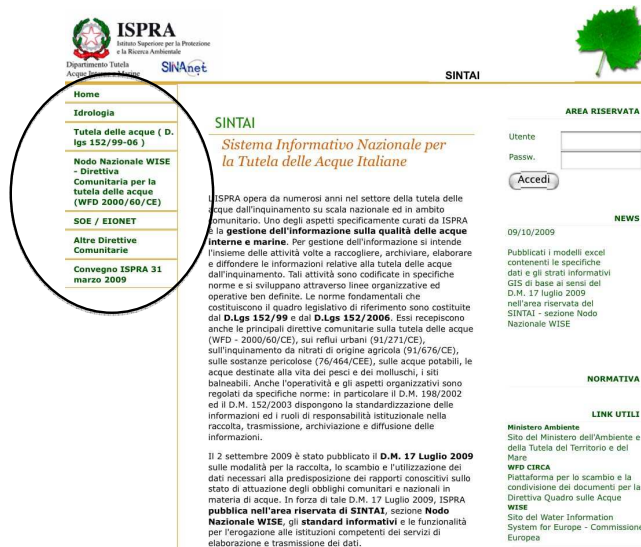 ISPRA
Istituto Superiore per la Protezione
e la Ricerca Ambientale
Dipartimento Tutela
Acque Interne e Marine
SINAnet
SINTAI
Home
Idrologia
Tutela delle acque ( D.
lgs 152/99-06 )
Nodo Nazionale WISE
- Direttiva
Comunitaria per la
tutela delle acque
(WFD 2000/60/CE)
SOE / EIONET
Altre Direttive
Comunitarie
Convegno ISPRA 31
marzo 2009
SINTAI
Sistema Informativo Nazionale per
la Tutela delle Acque Italiane
L'ISPRA opera da numerosi anni nel settore della tutela delle
acque dall'inquinamento su scala nazionale ed in ambito
comunitario. Uno degli aspetti specificamente curati da ISPRA
è la gestione dell'informazione sulla qualità delle acque
interne e marine. Per gestione dell'informazione si intende
l'insieme delle attività volte a raccogliere, archiviare, elaborare
e diffondere le informazioni relative alla tutela delle acque
dall'inquinamento. Tali attività sono codificate in specifiche
norme e si sviluppano attraverso linee organizzative ed
operative ben definite. Le norme fondamentali che
costituiscono il quadro legislativo di riferimento sono costituite
dal D.Lgs 152/99 e dal D.Lgs 152/2006. Essi recepiscono
anche le principali direttive comunitarie sulla tutela delle acque
(WFD - 2000/60/CE), sui reflui urbani (91/271/CE),
sull'inquinamento da nitrati di origine agricola (91/676/CE),
sulle sostanze pericolose (76/464/CEE), sulle acque potabili, le
acque destinate alla vita dei pesci e dei molluschi, i siti
balneabili. Anche l'operatività e gli aspetti organizzativi sono
regolati da specifiche norme: in particolare il D.M. 198/2002
ed il D.M. 152/2003 dispongono la standardizzazione delle
informazioni ed i ruoli di responsabilità istituzionale nella
raccolta, trasmissione, archiviazione e diffusione delle
informazioni.
Il 2 settembre 2009 è stato pubblicato il D.M. 17 Luglio 2009
sulle modalità per la raccolta, lo scambio e l'utilizzazione dei
dati necessari alla predisposizione dei rapporti conoscitivi sullo
stato di attuazione degli obblighi comunitari e nazionali in
materia di acque. In forza di tale D.M. 17 Luglio 2009, ISPRA
pubblica nell'area riservata di SINTAI, sezione Nodo
Nazionale WISE, gli standard informativi e le funzionalità
per l'erogazione alle istituzioni competenti dei servizi di
elaborazione e trasmissione dei dati.
AREA RISERVATA
Utente
Passw.
Accedi
NEWS
09/10/2009
Pubblicati i modelli excel
contenenti le specifiche
dati e gli strati informativi
GIS di base ai sensi del
D.M. 17 luglio 2009
nell'area riservata del
SINTAI - sezione Nodo
Nazionale WISE
NORMATIVA
LINK UTILI
Ministero Ambiente
Sito del Ministero dell'Ambiente e
della Tutela del Territorio e del
Mare
WFD CIRCA
Piattaforma per lo scambio e la
condivisione dei documenti per la
Direttiva Quadro sulle Acque
WISE
Sito del Water Information
System for Europe - Commissione
Europea